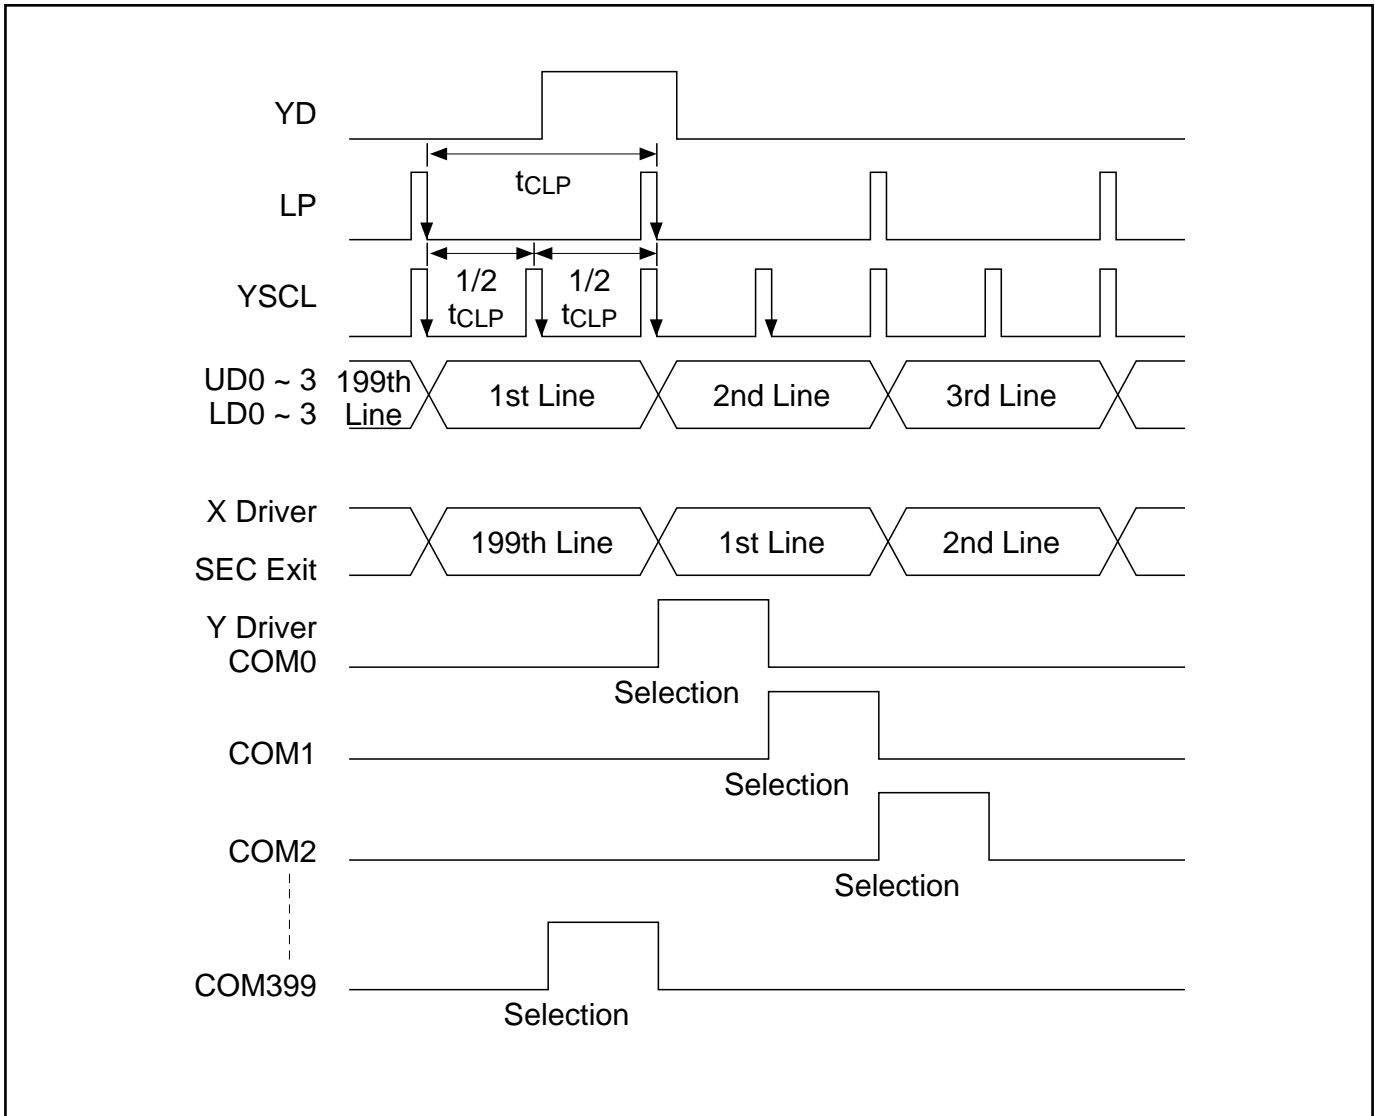 YD
tCLP
LP
YSCL
1/2 1/2
tCLP tCLP
UD0 ~ 3
LD0 ~ 3
199th
Line
1st Line 2nd Line 3rd Line
X Driver
SEC Exit
199th Line 1st Line 2nd Line
Y Driver
COM0
Selection
COM1
Selection
COM2
Selection
COM399
Selection